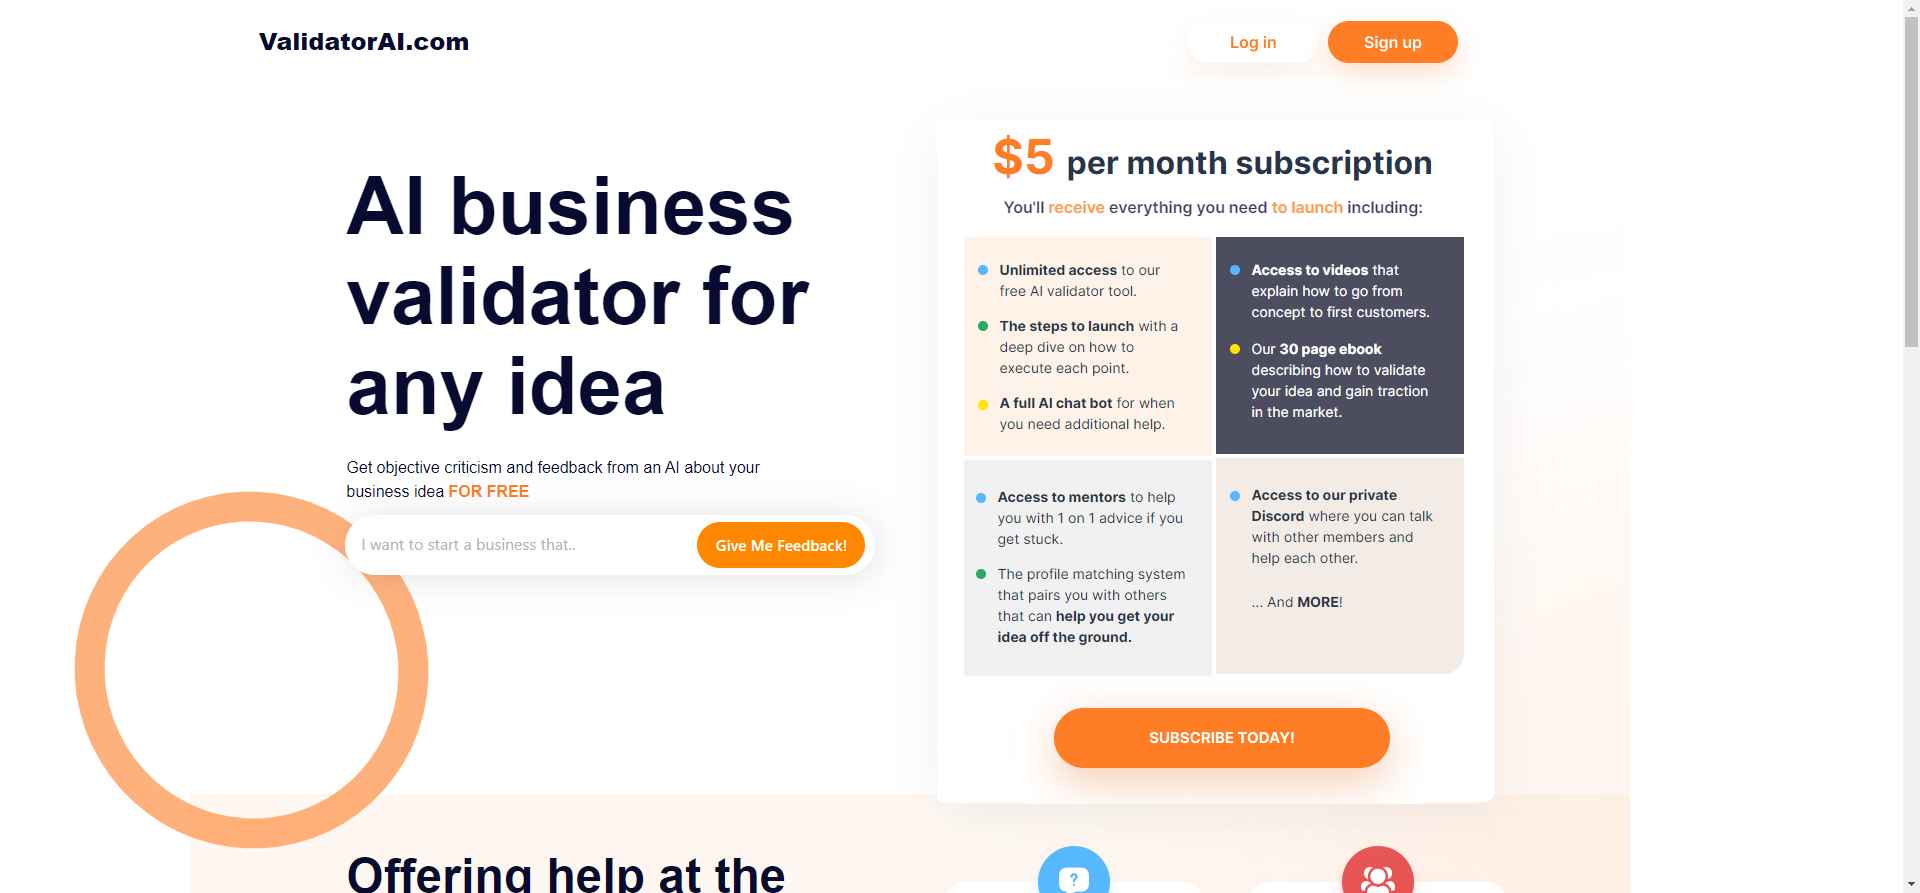 ValidatorAI.com
Log in
Sign up
AI business
validator for
any idea
Get objective criticism and feedback from an AI about your
business idea FOR FREE
I want to start a business that..
Give Me Feedback!
$5 per month subscription
You'll receive everything you need to launch including:
Unlimited access to our
free AI validator tool.
The steps to launch with a
deep dive on how to
execute each point.
A full AI chat bot for when
you need additional help.
Access to videos that
explain how to go from
concept to first customers.
Our 30 page ebook
describing how to validate
your idea and gain traction
in the market.
Access to mentors to help
you with 1 on 1 advice if you
get stuck.
The profile matching system
that pairs you with others
that can help you get your
idea off the ground.
Access to our private
Discord where you can talk
with other members and
help each other.
... And MORE!
SUBSCRIBE TODAY!
Offering help at the
?